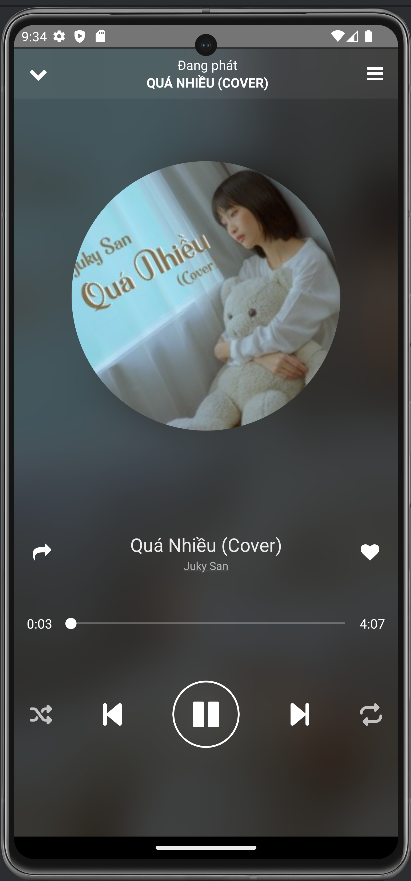 9:34
Đang phát
QUÁ NHIỀU (COVER)
Juky San
Quá Nhiều
(Cover
Quá Nhiều (Cover)
Juky San
0:03
4:07